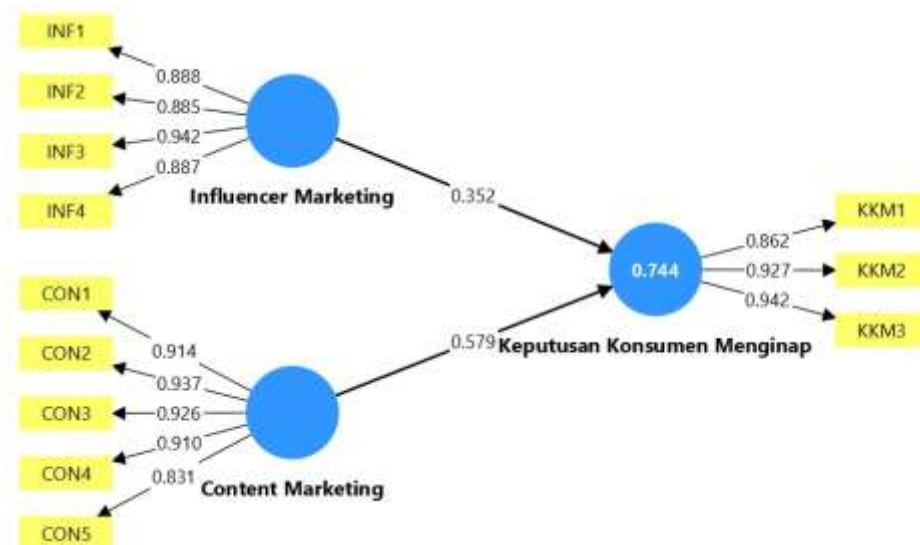 INF1
INF2
INF3
INF4
0.888
0.885
0.942
0.887
Influencer Marketing
0.352
CON1
CON2
CON3
CON4
CON5
0.914
0.937
0.926
0.910
0.831
Content Marketing
0.579
0.744
Keputusan Konsumen Menginap
0.862
0.927
0.942
KKM1
KKM2
KKM3